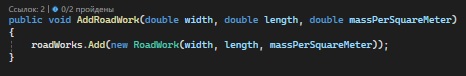 Ссылок: 2 | 0/2 пройдены
public void AddRoadWork(double width, double length, double massPerSquareMeter)
{
roadWorks.Add(new RoadWork(width, length, massPerSquareMeter));
}